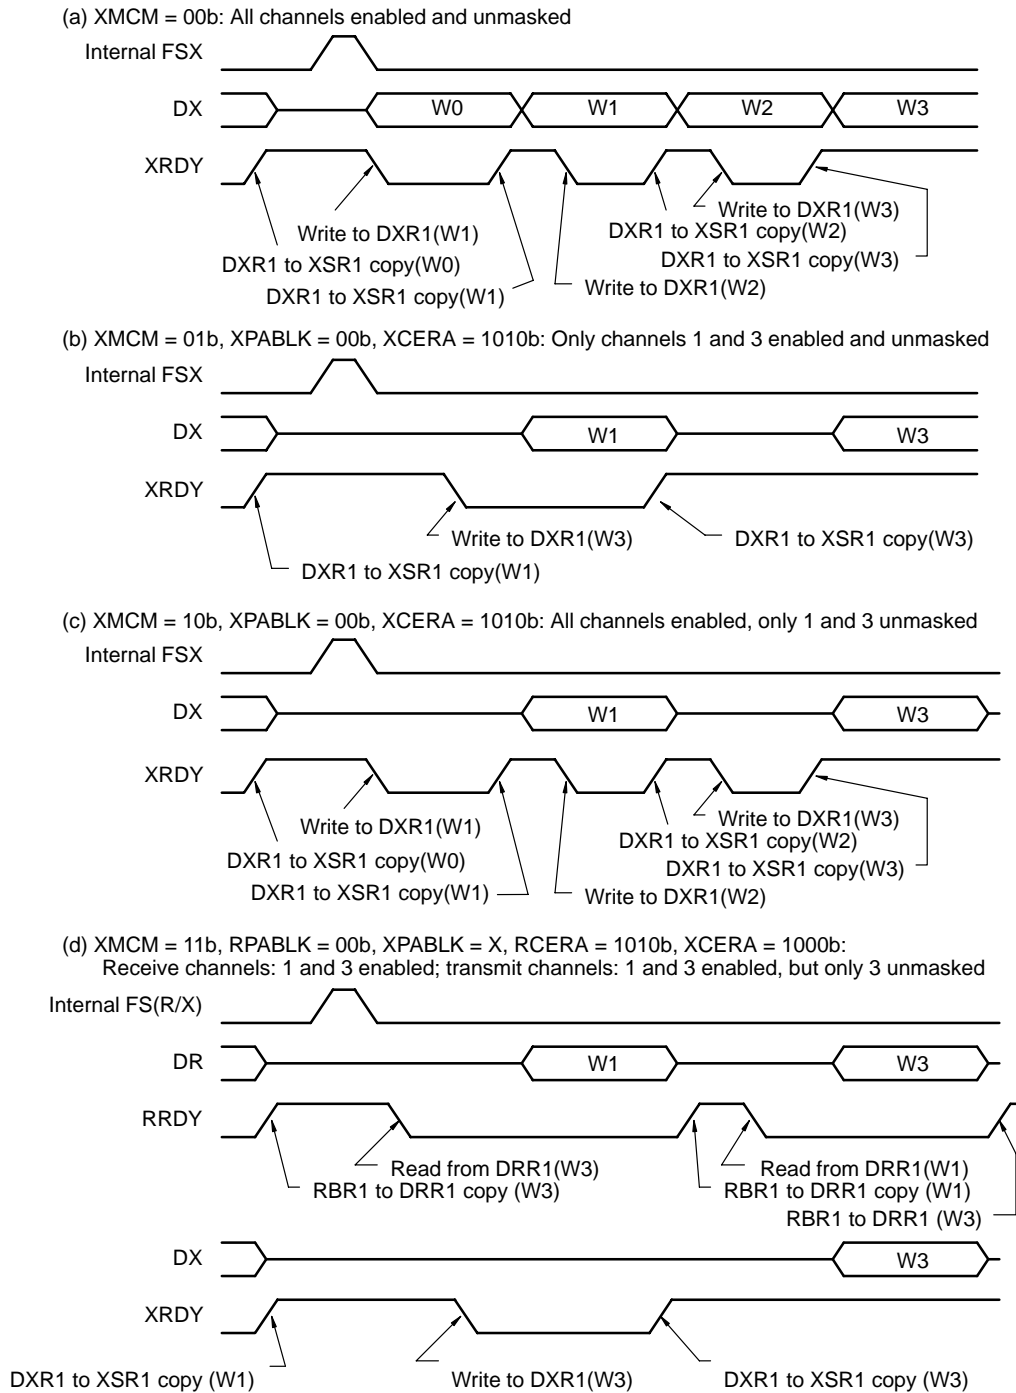 (a) XMCM = 00b: All channels enabled and unmasked
Internal FSX
DX
W0
W1
W2
W3
XRDY
Write to DXR1(W1)
Write to DXR1(W3)
DXR1 to XSR1 copy(W2)
DXR1 to XSR1 copy(W0)
DXR1 to XSR1 copy(W3)
DXR1 to XSR1 copy(W1)
Write to DXR1(W2)
(b) XMCM = 01b, XPABLK = 00b, XCERA = 1010b: Only channels 1 and 3 enabled and unmasked
Internal FSX
DX
W1
W3
XRDY
Write to DXR1(W3)
DXR1 to XSR1 copy(W3)
DXR1 to XSR1 copy(W1)
(c) XMCM = 10b, XPABLK = 00b, XCERA = 1010b: All channels enabled, only 1 and 3 unmasked
Internal FSX
DX
W1
W3
XRDY
Write to DXR1(W1)
Write to DXR1(W3)
DXR1 to XSR1 copy(W2)
DXR1 to XSR1 copy(W0)
DXR1 to XSR1 copy(W3)
DXR1 to XSR1 copy(W1)
Write to DXR1(W2)
(d) XMCM = 11b, RPABLK = 00b, XPABLK = X, RCERA = 1010b, XCERA = 1000b:
Receive channels: 1 and 3 enabled; transmit channels: 1 and 3 enabled, but only 3 unmasked
Internal FS(R/X)
DR
W1
W3
RRDY
Read from DRR1(W3)
Read from DRR1(W1)
RBR1 to DRR1 copy (W3)
RBR1 to DRR1 copy (W1)
RBR1 to DRR1 (W3)
DX
W3
XRDY
DXR1 to XSR1 copy (W1)
Write to DXR1(W3)
DXR1 to XSR1 copy (W3)